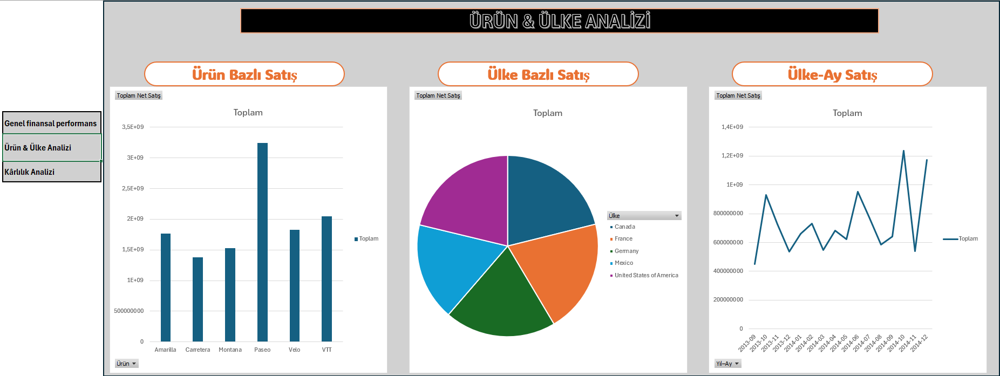 ÜRÜN & ÜLKE ANALİZİ
Genel finansal performans
Ürün & Ülke Analizi
Kârlılık Analizi
Ürün Bazlı Satış
Toplam Net Satış
Toplam
3,5E+09
3E+09
2,5E+09
2E+09
1,5E+09
1E+09
500000000
0
Amarilla Carretera Montana Paseo Velo VTT
Toplam
Ürün
Ülke Bazlı Satış
Toplam Net Satış
Toplam
Ülke
Canada
France
Germany
Mexico
United States of America
Ülke-Ay Satış
Toplam Net Satış
Toplam
1,4E+09
1,2E+09
1E+09
800000000
600000000
400000000
200000000
0
2013-09 2013-10 2013-11 2013-12 2014-01 2014-02 2014-03 2014-04 2014-05 2014-06 2014-07 2014-08 2014-09 2014-10 2014-11 2014-12
Toplam
Yıl-Ay